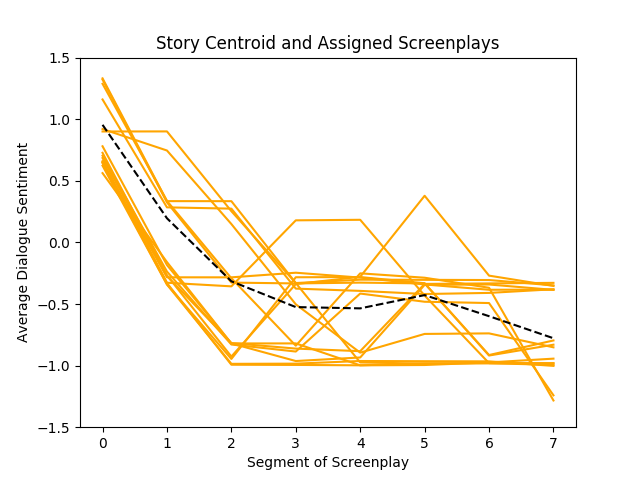 Story Centroid and Assigned Screenplays
Average Dialogue Sentiment
1.5
1.0
0.5
0.0
−0.5
−1.0
−1.5
0 1 2 3 4 5 6 7
Segment of Screenplay